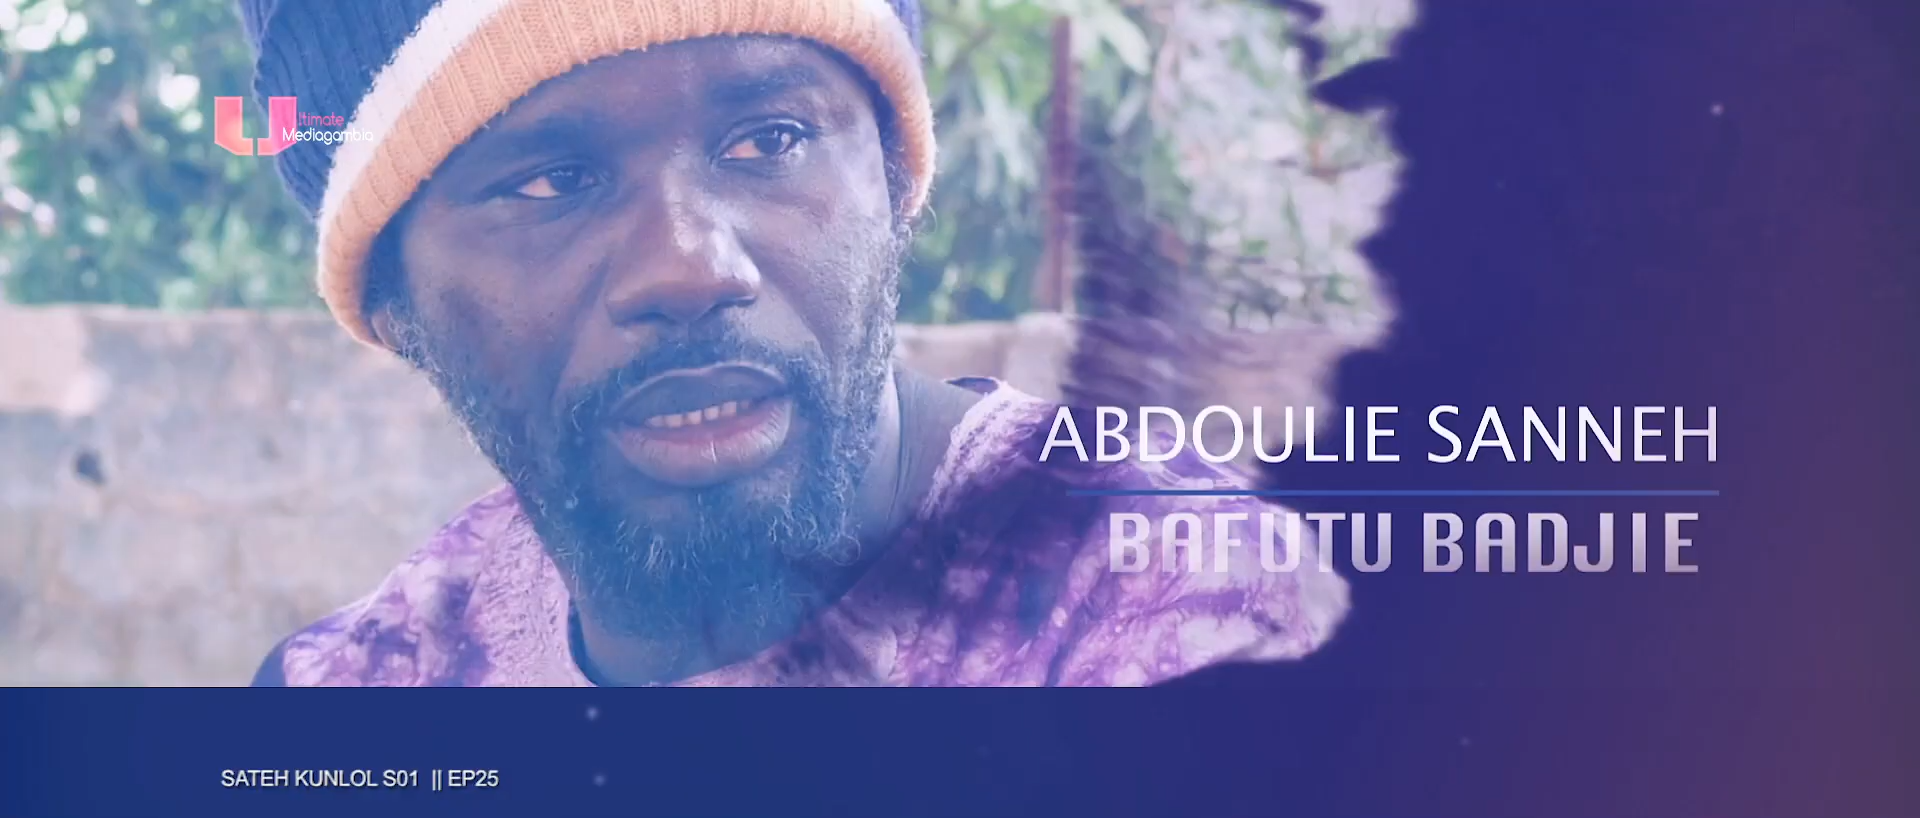 Ultimate
Mediagambia
ABDOULIE SANNEH
BAFUTU BADJIE
SATEH KUNLOL S01 || EP25